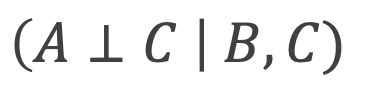 (A ⊥ C | B, C)